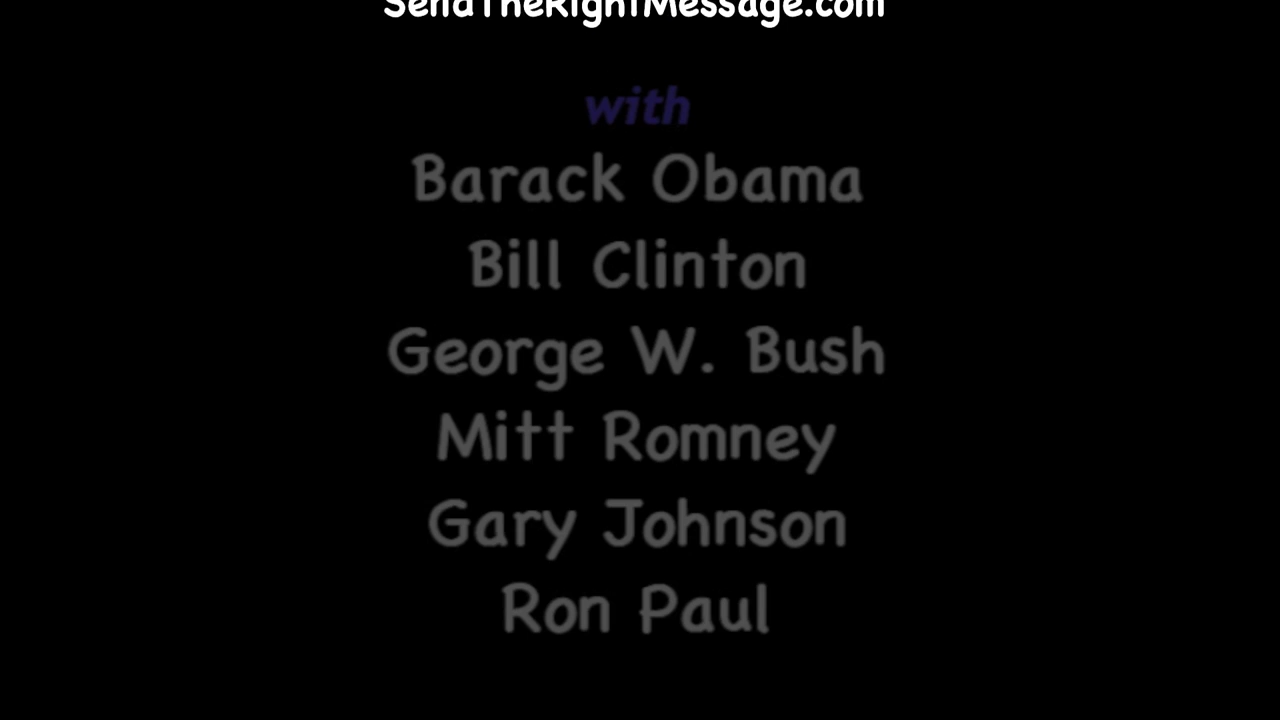 SendTheRightMessage.com
with
Barack Obama
Bill Clinton
George W. Bush
Mitt Romney
Gary Johnson
Ron Paul